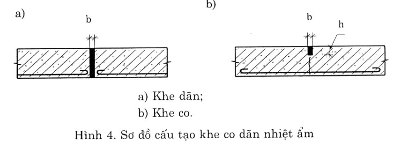 a)
b)
b
b
h
a) Khe dãn;
b) Khe co.
Hình 4. Sơ đồ cấu tạo khe co dãn nhiệt ẩm